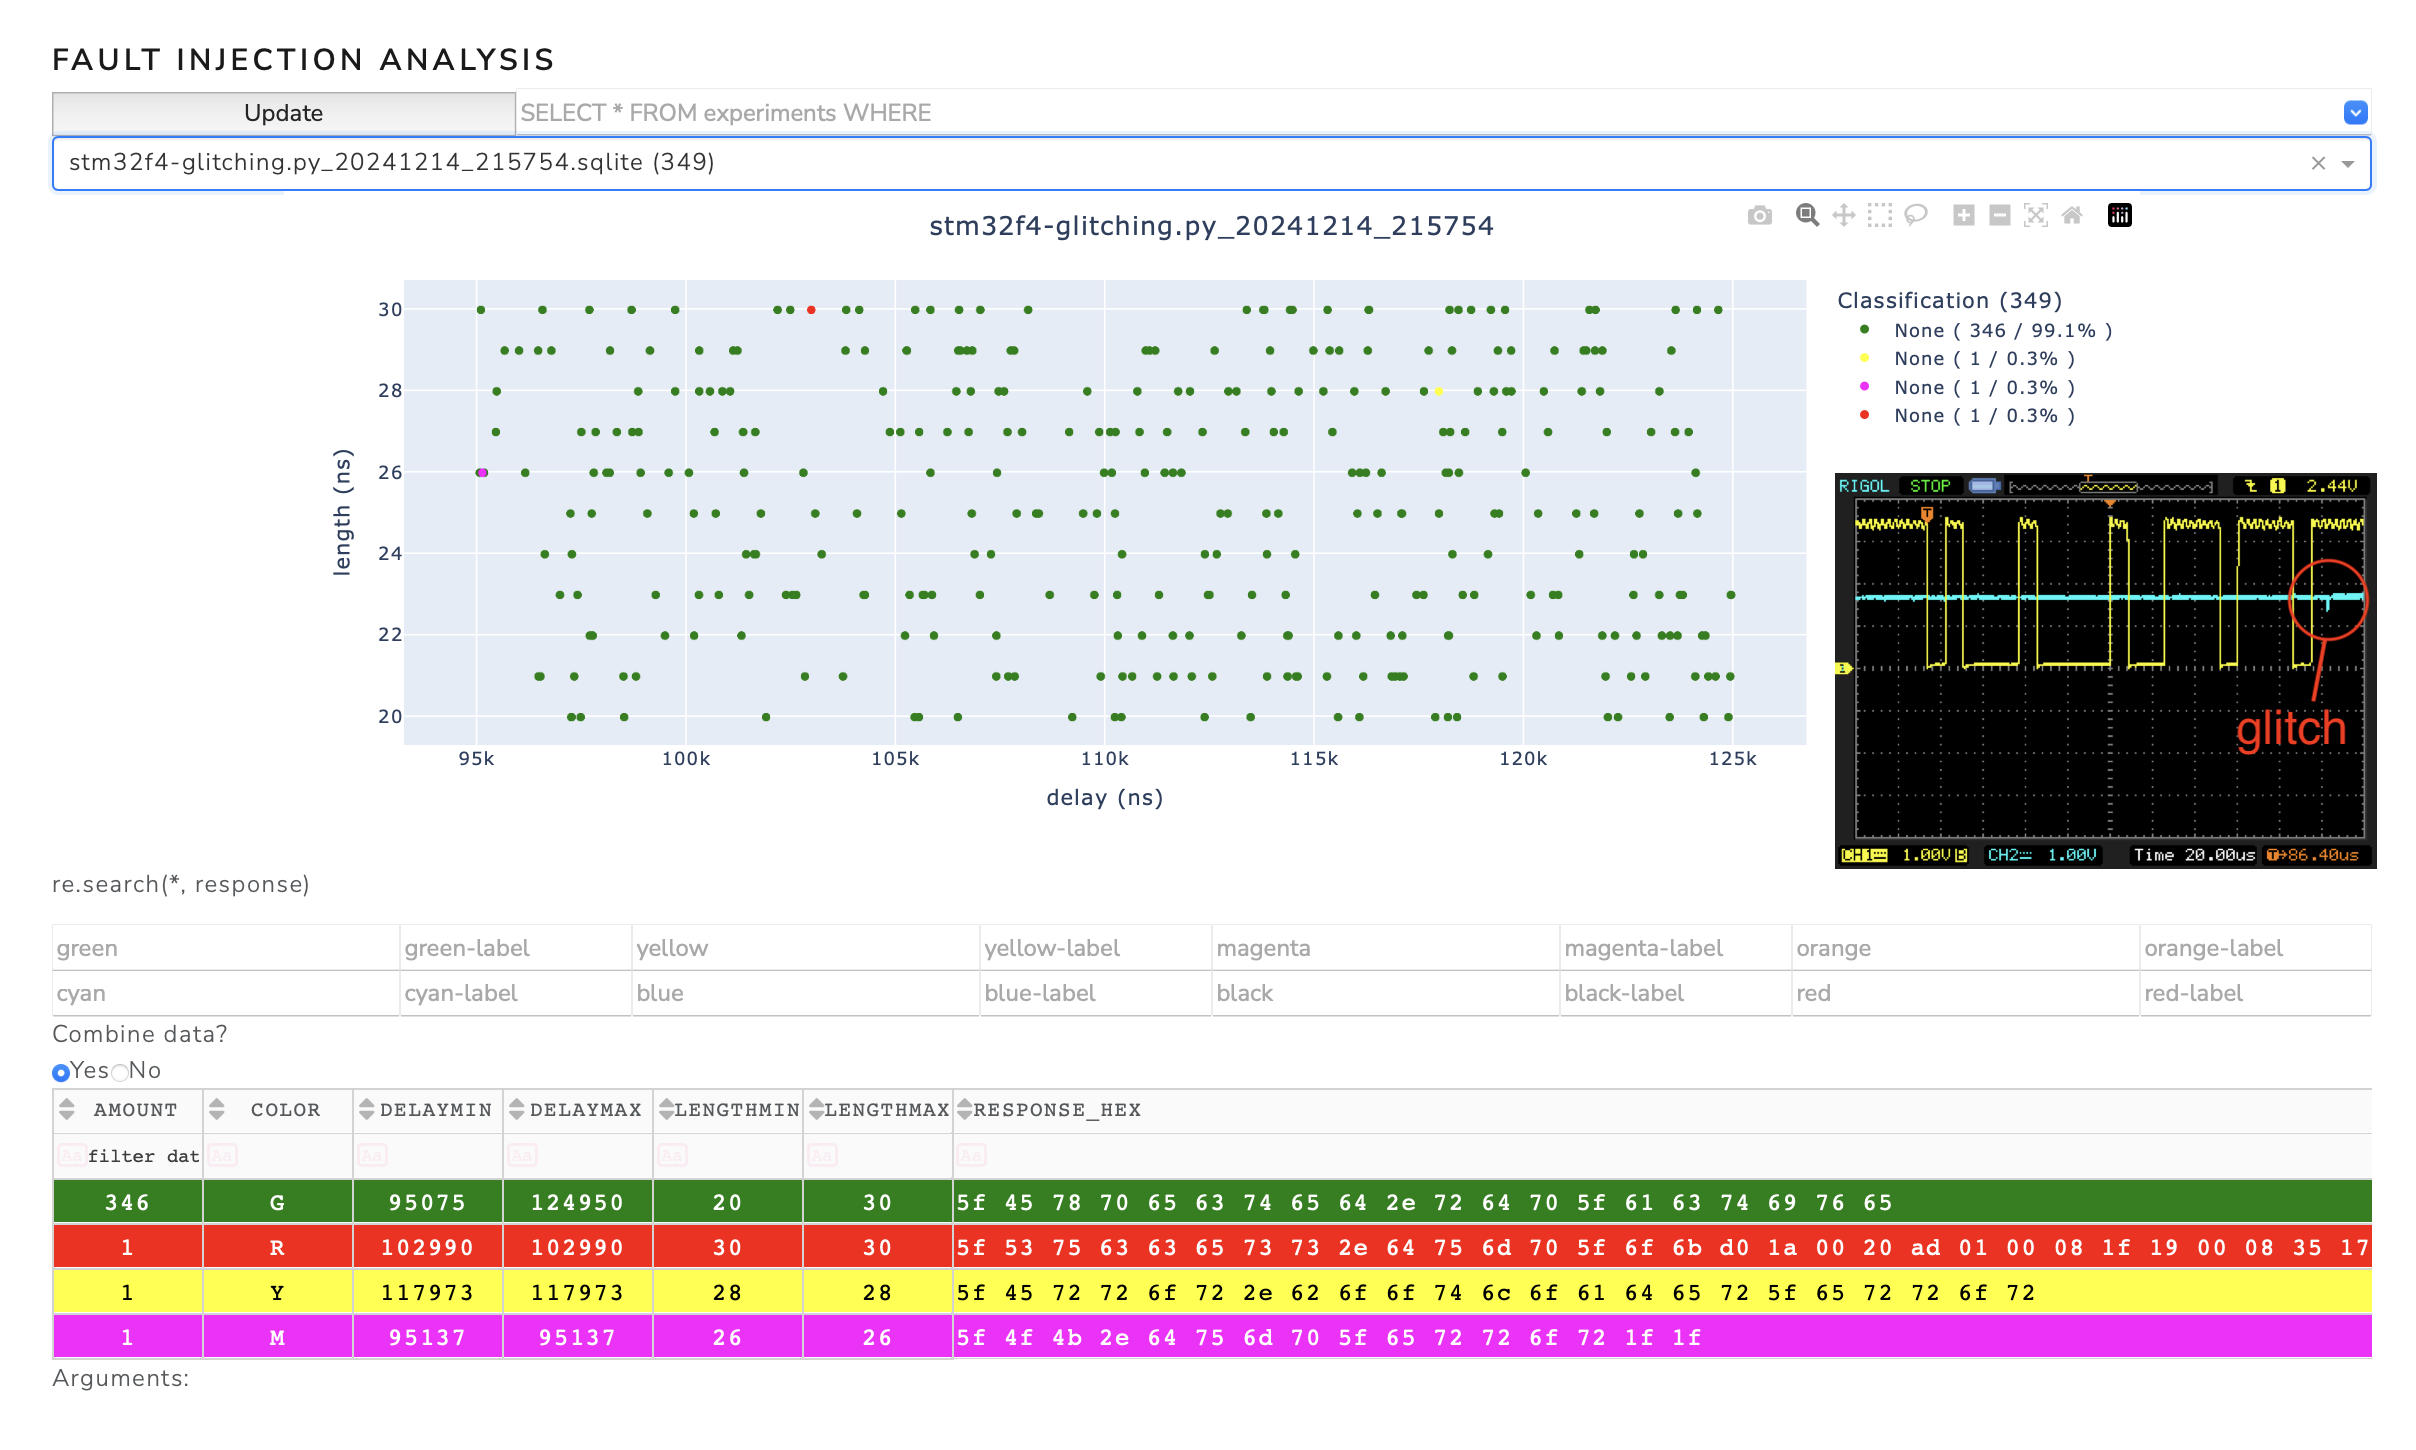 FAULT INJECTION ANALYSIS
Update
SELECT * FROM experiments WHERE
stm32f4-glitching.py_20241214_215754.sqlite (349)
stm32f4-glitching.py_20241214_215754
30
28
26
24
22
20
length (ns)
95k 100k 105k 110k 115k 120k 125k
delay (ns)
Classification (349)
None ( 346 / 99.1% )
None ( 1 / 0.3% )
None ( 1 / 0.3% )
None ( 1 / 0.3% )
RIGOL STOP T 1 2.44V
T
1
glitch
CH1 1.00V B CH2 1.00V Time 20.00us T→86.40us
re.search(*, response)
green green-label yellow yellow-label magenta magenta-label orange orange-label
cyan cyan-label blue blue-label black black-label red red-label
Combine data?
Yes No
AMOUNT COLOR DELAYMIN DELAYMAX LENGTHMIN LENGTHMAX RESPONSE_HEX
Aa filter dat Aa Aa Aa Aa Aa Aa
346 G 95075 124950 20 30 5f 45 78 70 65 63 74 65 64 2e 72 64 70 5f 61 63 74 69 76 65
1 R 102990 102990 30 30 5f 53 75 63 63 65 73 73 2e 64 75 6d 70 5f 6f 6b d0 1a 00 20 ad 01 00 08 1f 19 00 08 35 17
1 Y 117973 117973 28 28 5f 45 72 72 6f 72 2e 62 6f 6f 74 6c 6f 61 64 65 72 5f 65 72 72 6f 72
1 M 95137 95137 26 26 5f 4f 4b 2e 64 75 6d 70 5f 65 72 72 6f 72 1f 1f
Arguments: